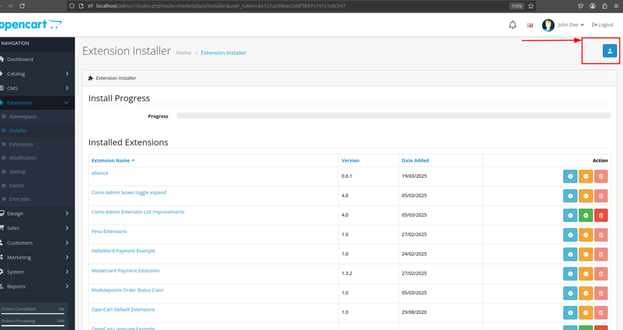 localhost/admin1/index.php?route=marketplace/installer&user_token=
110%
opencart
John Doe
Logout
NAVIGATION
Dashboard
Catalog
CMS
Extensions
Marketplace
Installer
Extensions
Modification
Startup
Events
Cron Jobs
Design
Sales
Customers
Marketing
System
Reports
Orders Completed 0%
Orders Processing 74%
Extension Installer
Home
Extension Installer
Extension Installer
Install Progress
Progress
Installed Extensions
Extension Name Version Date Added Action
alliance 0.0.1 19/03/2025
Como Admin boxes toggle expand 4.0 05/03/2025
Como Admin Extension List improvements 4.0 05/03/2025
Feria Extensions 1.0 27/02/2025
HelloWord Payment Example 1.0 24/02/2025
Mastercard Payment Extension 1.3.2 27/02/2025
Modulepoints Order Status Color 1.0 05/03/2025
OpenCart Default Extensions 1.0 29/08/2020
OpenCart Language Example